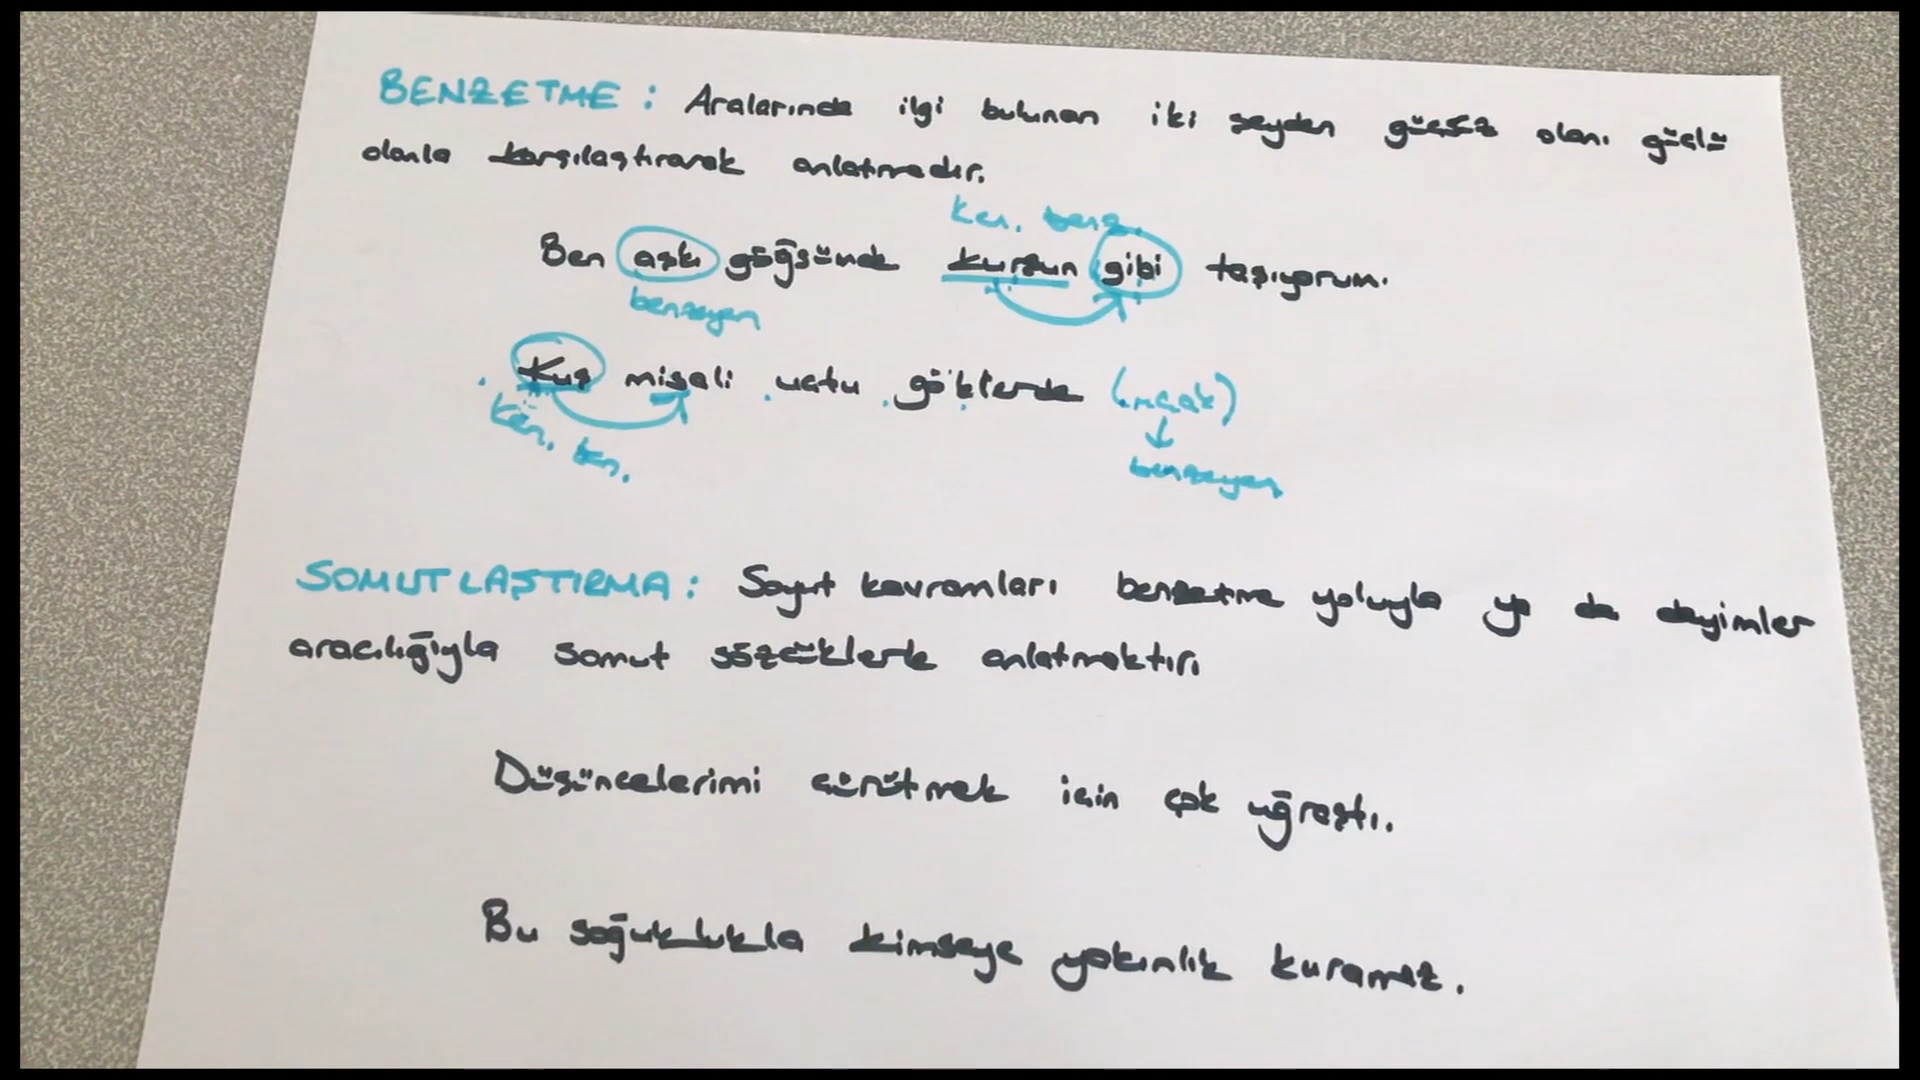 BENZETME : Aralarında ilgi bulunan iki şeyden güçsüz olanı güçlü
olanla karşılaştırarak anlatmadır.
Ken. benz.
Ben aşkı göğsümde kurşun gibi taşıyorum.
benzeyen
Kuş misali uçtu göklerde (uçak)
Ken. ben.
benzeyen
SOMUTLAŞTIRMA : Soyut kavramları benzetme yoluyla ya da deyimler
aracılığıyla somut sözcüklerle anlatmaktır.
Düşüncelerimi çürütmek için çok uğraştı.
Bu soğuklukla kimseye yakınlık kuramaz.